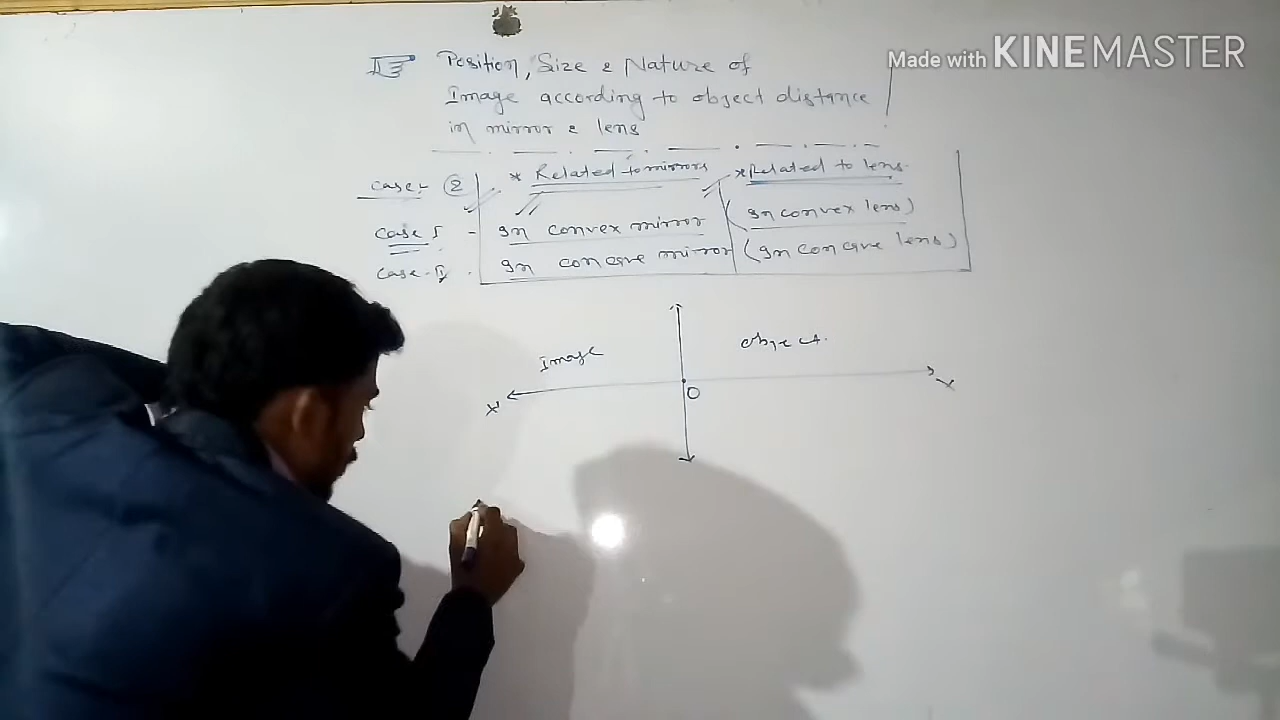 Position, Size & Nature of
Image according to object distance
in mirror & lens
Made with KINEMASTER
case:- 2
* Related to mirrors
* Related to lens.
case I - In convex mirror
(In convex lens)
case-II . In concave mirror
(In concave lens)
Image
object.
X'
O